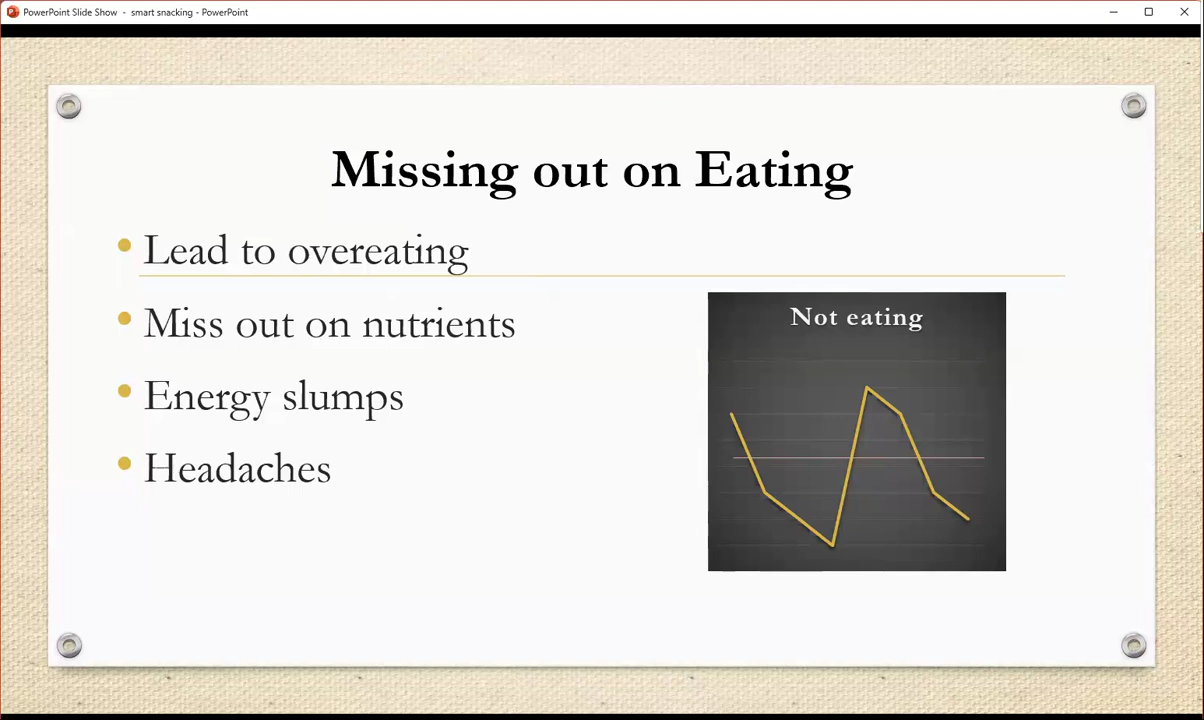 PowerPoint Slide Show - smart snacking - PowerPoint
Missing out on Eating
Lead to overeating
Miss out on nutrients
Energy slumps
Headaches
Not eating